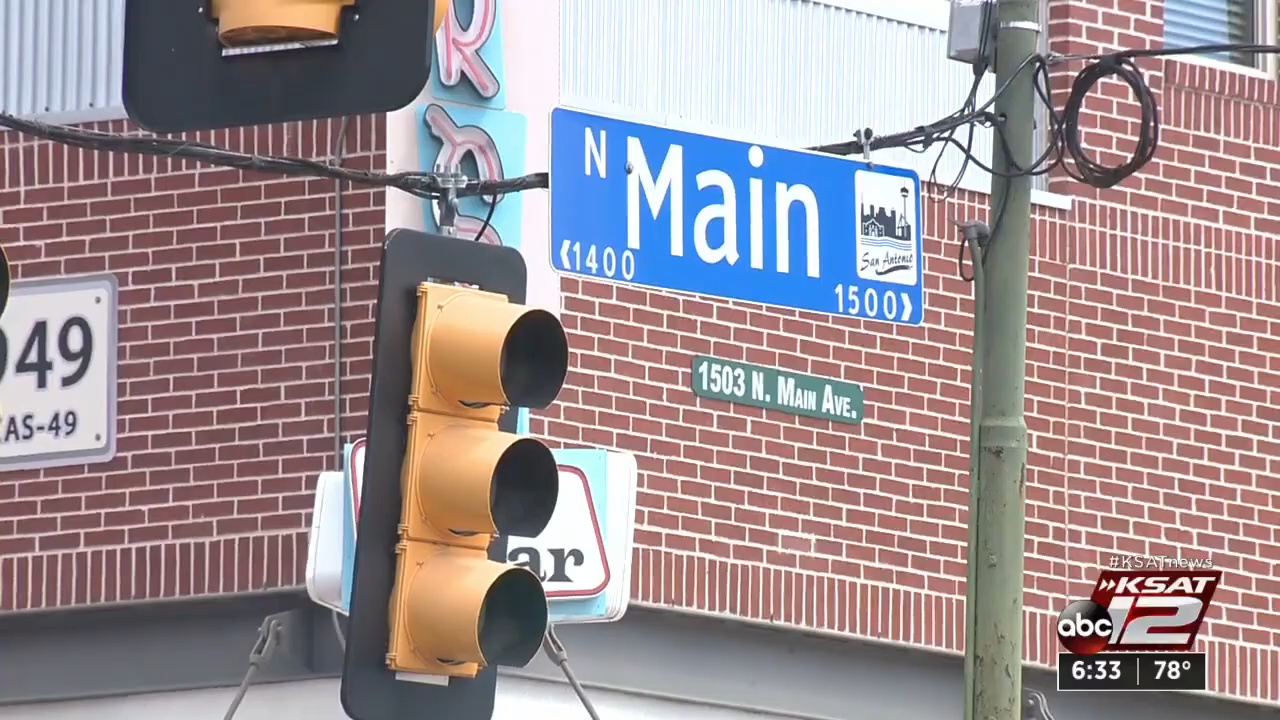 N Main
San Antonio
‹1400
1500›
1503 N. MAIN AVE.
49
AS-49
ar
#KSATnews
KSAT
abc 12
6:33 78°